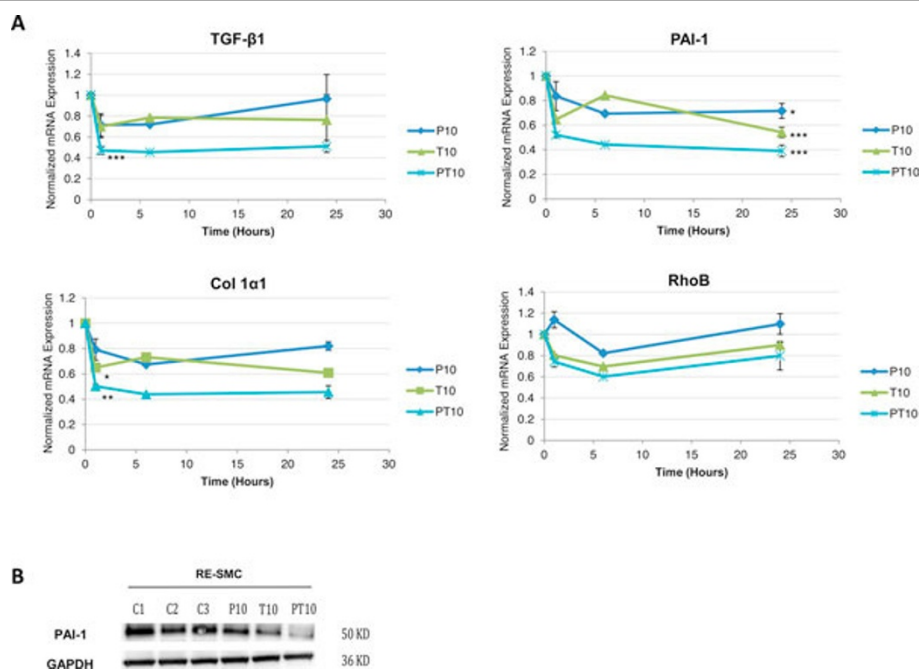 A
TGF-β1
Normalized mRNA Expression
1.4
1.2
1
0.8
0.6
0.4
0.2
0
***
0 5 10 15 20 25 30
Time (Hours)
P10
T10
PT10
PAI-1
Normalized mRNA Expression
1.2
1
0.8
0.6
0.4
0.2
0
*
***
***
0 5 10 15 20 25 30
Time (Hours)
P10
T10
PT10
Col 1α1
Normalized mRNA Expression
1.2
1
0.8
0.6
0.4
0.2
0
*
**
0 5 10 15 20 25 30
Time (Hours)
P10
T10
PT10
RhoB
Normalized mRNA Expression
1.4
1.2
1
0.8
0.6
0.4
0.2
0
0 5 10 15 20 25 30
Time (Hours)
P10
T10
PT10
B
RE-SMC
C1 C2 C3 P10 T10 PT10
PAI-1 50 KD
GAPDH 36 KD